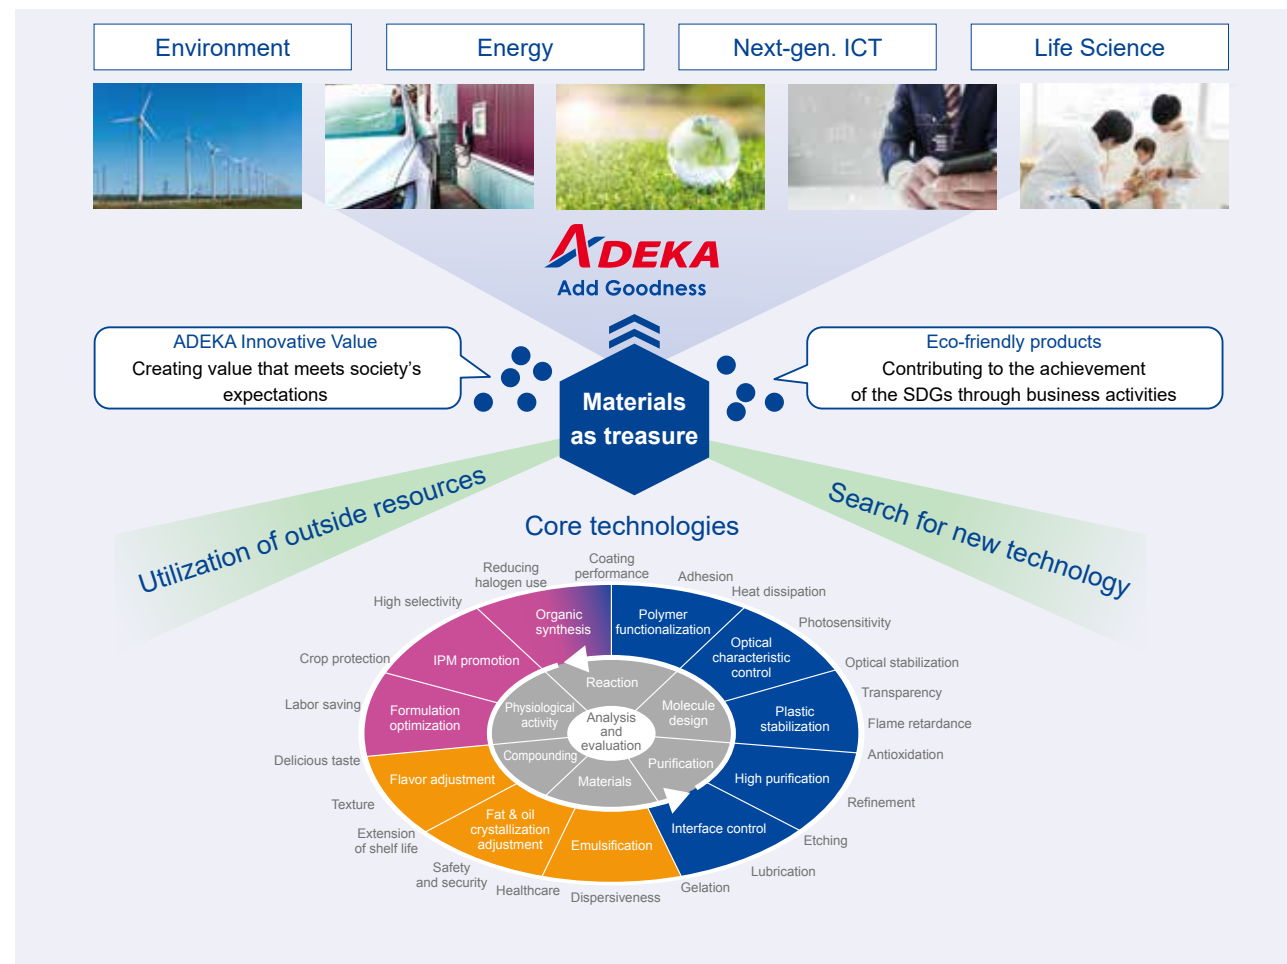 Environment
Energy
Next-gen. ICT
Life Science
ADEKA
Add Goodness
ADEKA Innovative Value
Creating value that meets society's
expectations
Eco-friendly products
Contributing to the achievement
of the SDGs through business activities
Materials
as treasure
Utilization of outside resources
Search for new technology
Core technologies
Coating
performance
Adhesion
Heat dissipation
Photosensitivity
Optical stabilization
Transparency
Flame retardance
Antioxidation
Refinement
Etching
Lubrication
Gelation
Dispersiveness
Healthcare
Safety
and security
Extension
of shelf life
Texture
Delicious taste
Labor saving
Crop protection
High selectivity
Reducing
halogen use
Organic
synthesis
Polymer
functionalization
Optical
characteristic
control
Plastic
stabilization
High purification
Interface control
Emulsification
Fat & oil
crystallization
adjustment
Flavor adjustment
Formulation
optimization
IPM promotion
Reaction
Molecule
design
Purification
Materials
Compounding
Physiological
activity
Analysis
and
evaluation